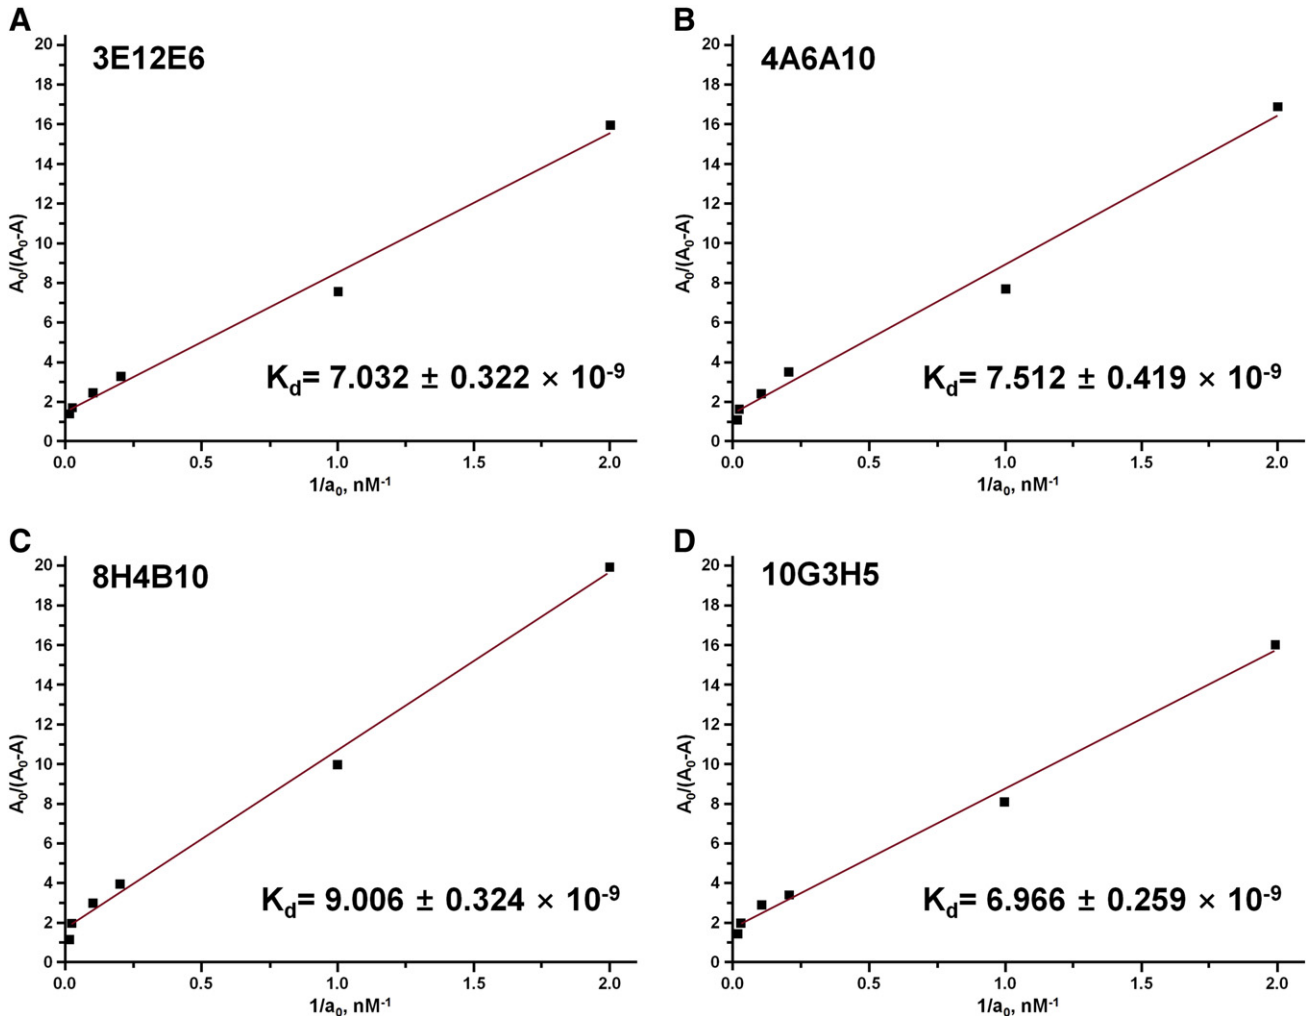 A
3E12E6
20
18
16
14
12
10
8
6
4
2
0
A₀/(A₀-A)
K_d= 7.032 ± 0.322 × 10⁻⁹
0.0 0.5 1.0 1.5 2.0
1/a₀, nM⁻¹
B
4A6A10
20
18
16
14
12
10
8
6
4
2
0
A₀/(A₀-A)
K_d= 7.512 ± 0.419 × 10⁻⁹
0.0 0.5 1.0 1.5 2.0
1/a₀, nM⁻¹
C
8H4B10
20
18
16
14
12
10
8
6
4
2
0
A₀/(A₀-A)
K_d= 9.006 ± 0.324 × 10⁻⁹
0.0 0.5 1.0 1.5 2.0
1/a₀, nM⁻¹
D
10G3H5
20
18
16
14
12
10
8
6
4
2
0
A₀/(A₀-A)
K_d= 6.966 ± 0.259 × 10⁻⁹
0.0 0.5 1.0 1.5 2.0
1/a₀, nM⁻¹